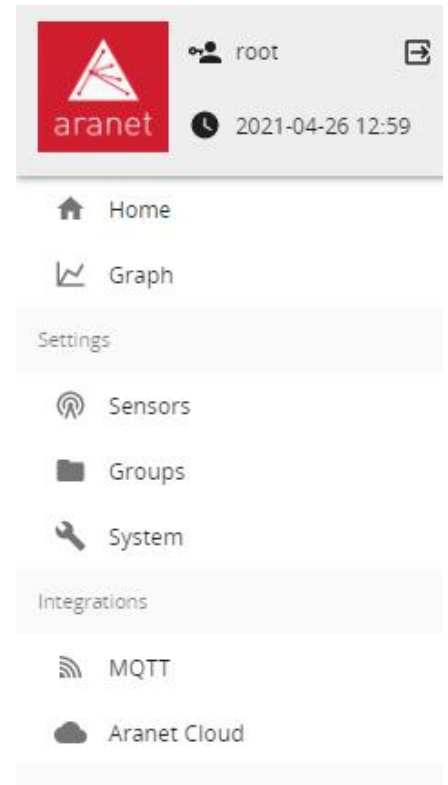 root
aranet
2021-04-26 12:59
Home
Graph
Settings
Sensors
Groups
System
Integrations
MQTT
Aranet Cloud